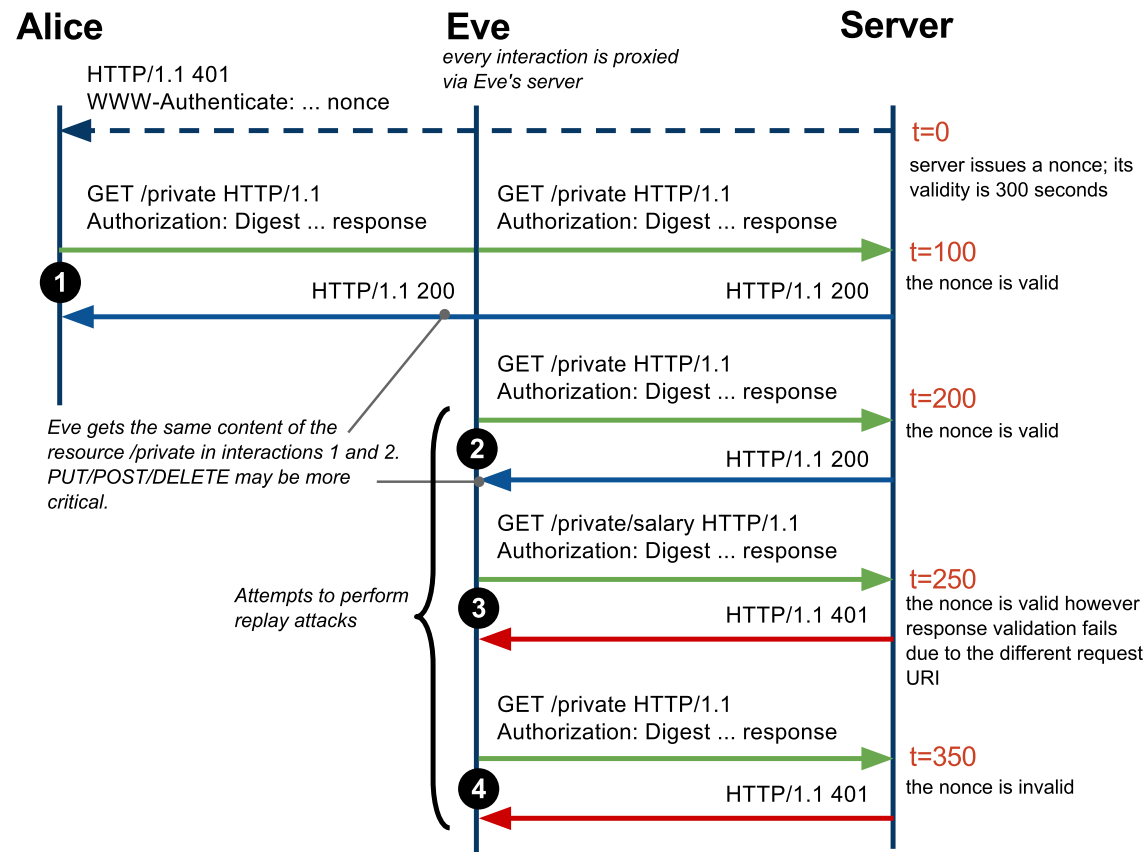 Alice
Eve
Server
every interaction is proxied
via Eve's server
HTTP/1.1 401
WWW-Authenticate: ... nonce
t=0
server issues a nonce; its
validity is 300 seconds
GET /private HTTP/1.1
Authorization: Digest ... response
GET /private HTTP/1.1
Authorization: Digest ... response
t=100
the nonce is valid
1
HTTP/1.1 200
HTTP/1.1 200
GET /private HTTP/1.1
Authorization: Digest ... response
t=200
the nonce is valid
Eve gets the same content of the
resource /private in interactions 1 and 2.
PUT/POST/DELETE may be more
critical.
2
HTTP/1.1 200
GET /private/salary HTTP/1.1
Authorization: Digest ... response
t=250
the nonce is valid however
response validation fails
due to the different request
URI
Attempts to perform
replay attacks
3
HTTP/1.1 401
GET /private HTTP/1.1
Authorization: Digest ... response
t=350
the nonce is invalid
4
HTTP/1.1 401